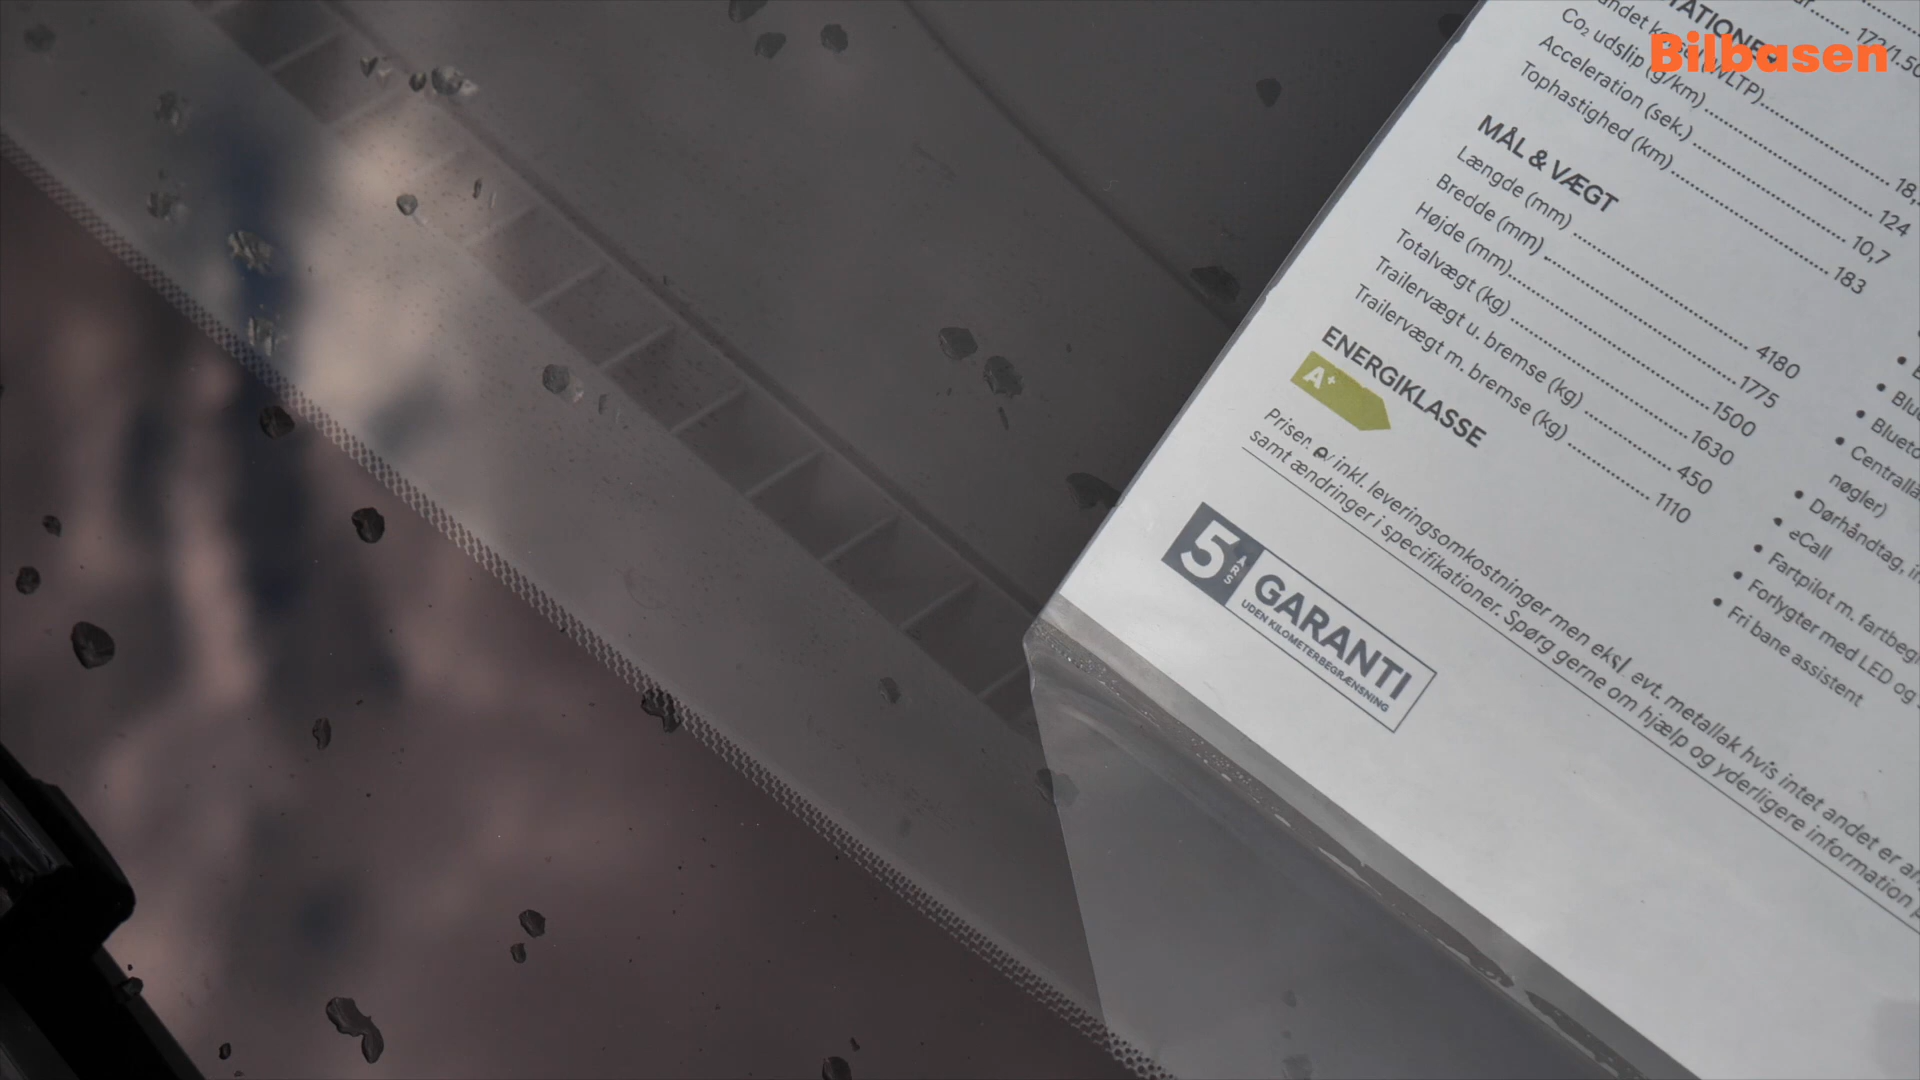 Bilbasen
Co₂ udslip (g/km) 124
Acceleration (sek.) 10,7
Tophastighed (km) 183
MÅL & VÆGT
Længde (mm) 4180
Bredde (mm) 1775
Højde (mm) 1500
Totalvægt (kg) 1630
Trailervægt u. bremse (kg) 450
Trailervægt m. bremse (kg) 1110
ENERGIKLASSE
A+
inkl. leveringsomkostninger men eksl. evt. metallak hvis intet andet er
samt ændringer i specifikationer. Spørg gerne om hjælp og yderligere information
5 ÅRS GARANTI
UDEN KILOMETERBEGRÆNSNING
nøgler)
• Dørhåndtag,
• eCall
• Fartpilot m.
• Forlygter med LED og
• Fri bane assistent